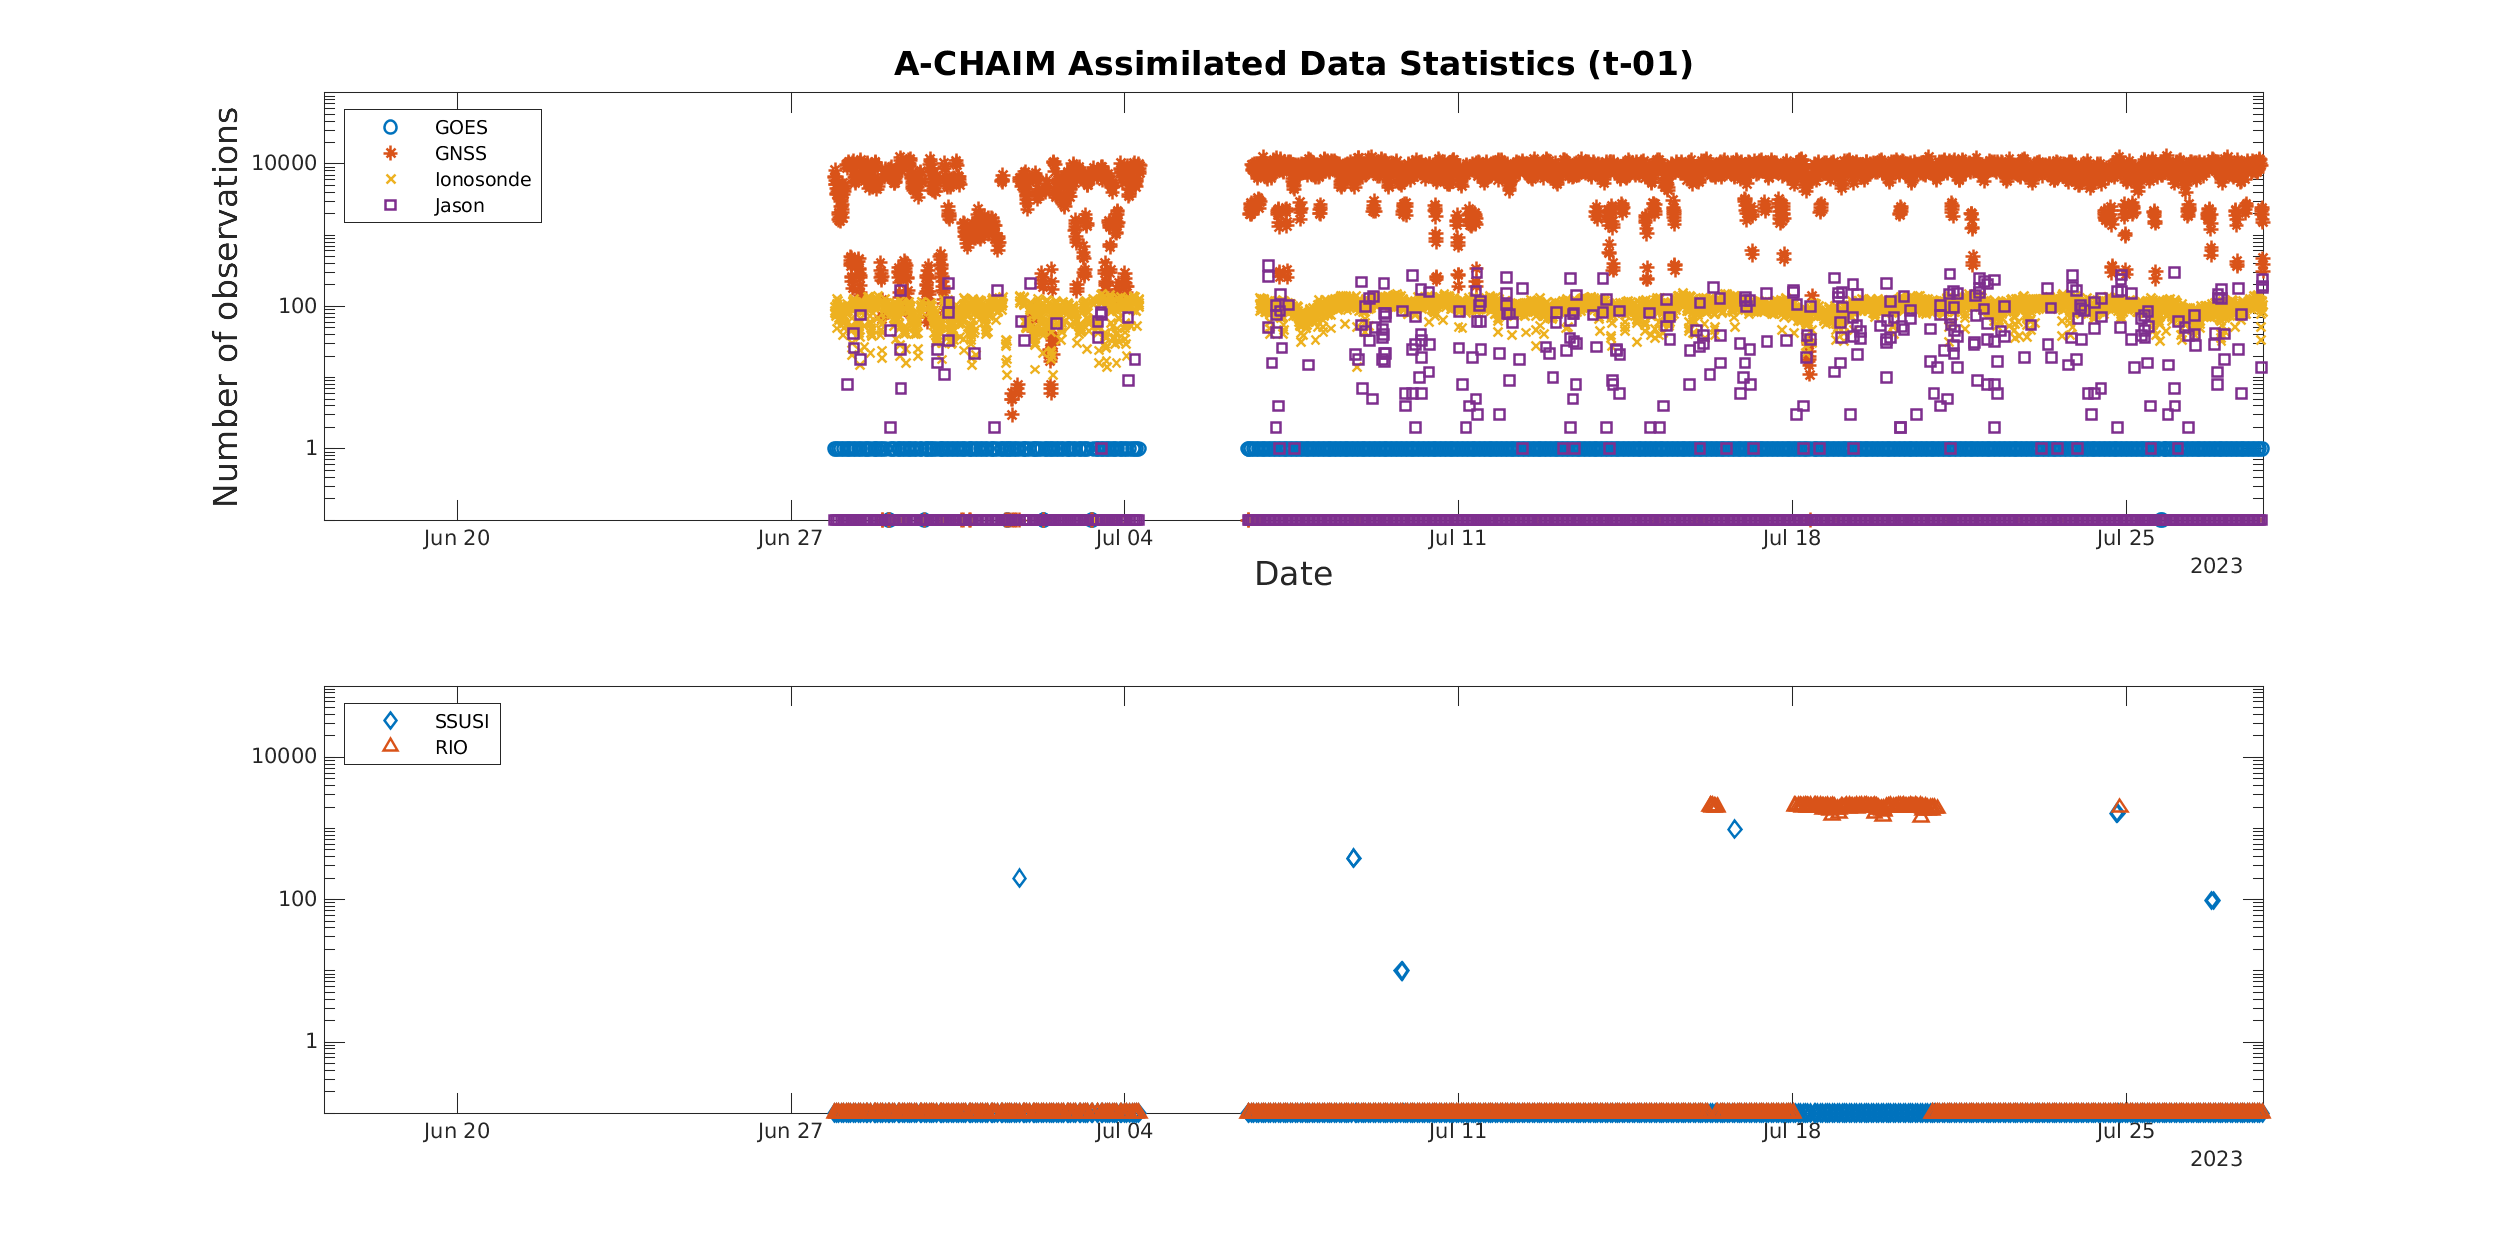 A-CHAIM Assimilated Data Statistics (t-01)
Number of observations
GOES
GNSS
Ionosonde
Jason
10000
100
1
Jun 20
Jun 27
Jul 04
Jul 11
Jul 18
Jul 25
2023
Date
SSUSI
RIO
10000
100
1
Jun 20
Jun 27
Jul 04
Jul 11
Jul 18
Jul 25
2023